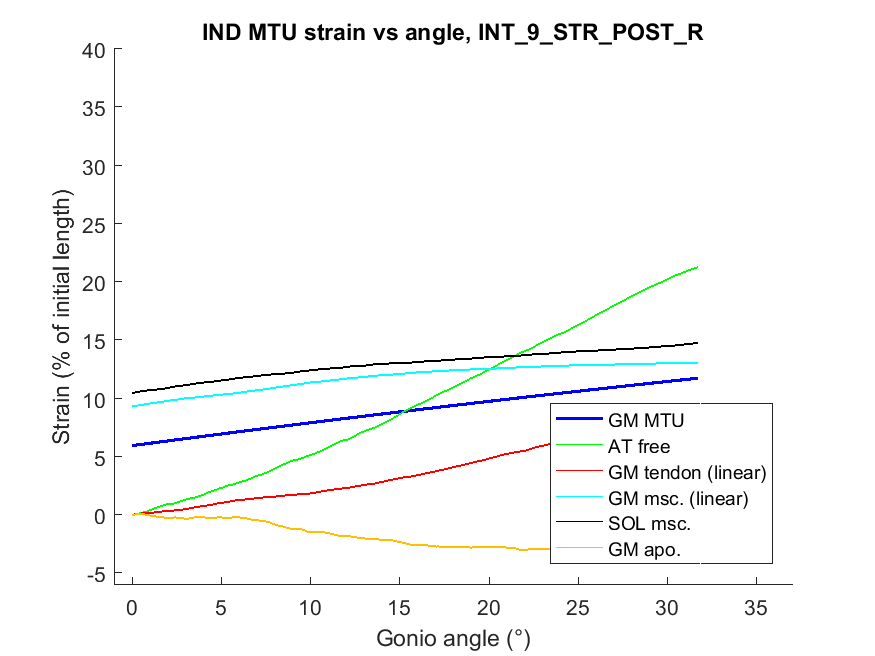 IND MTU strain vs angle, INT_9_STR_POST_R
40
35
30
25
20
15
10
5
0
-5
Strain (% of initial length)
0 5 10 15 20 25 30 35
Gonio angle (°)
GM MTU
AT free
GM tendon (linear)
GM msc. (linear)
SOL msc.
GM apo.